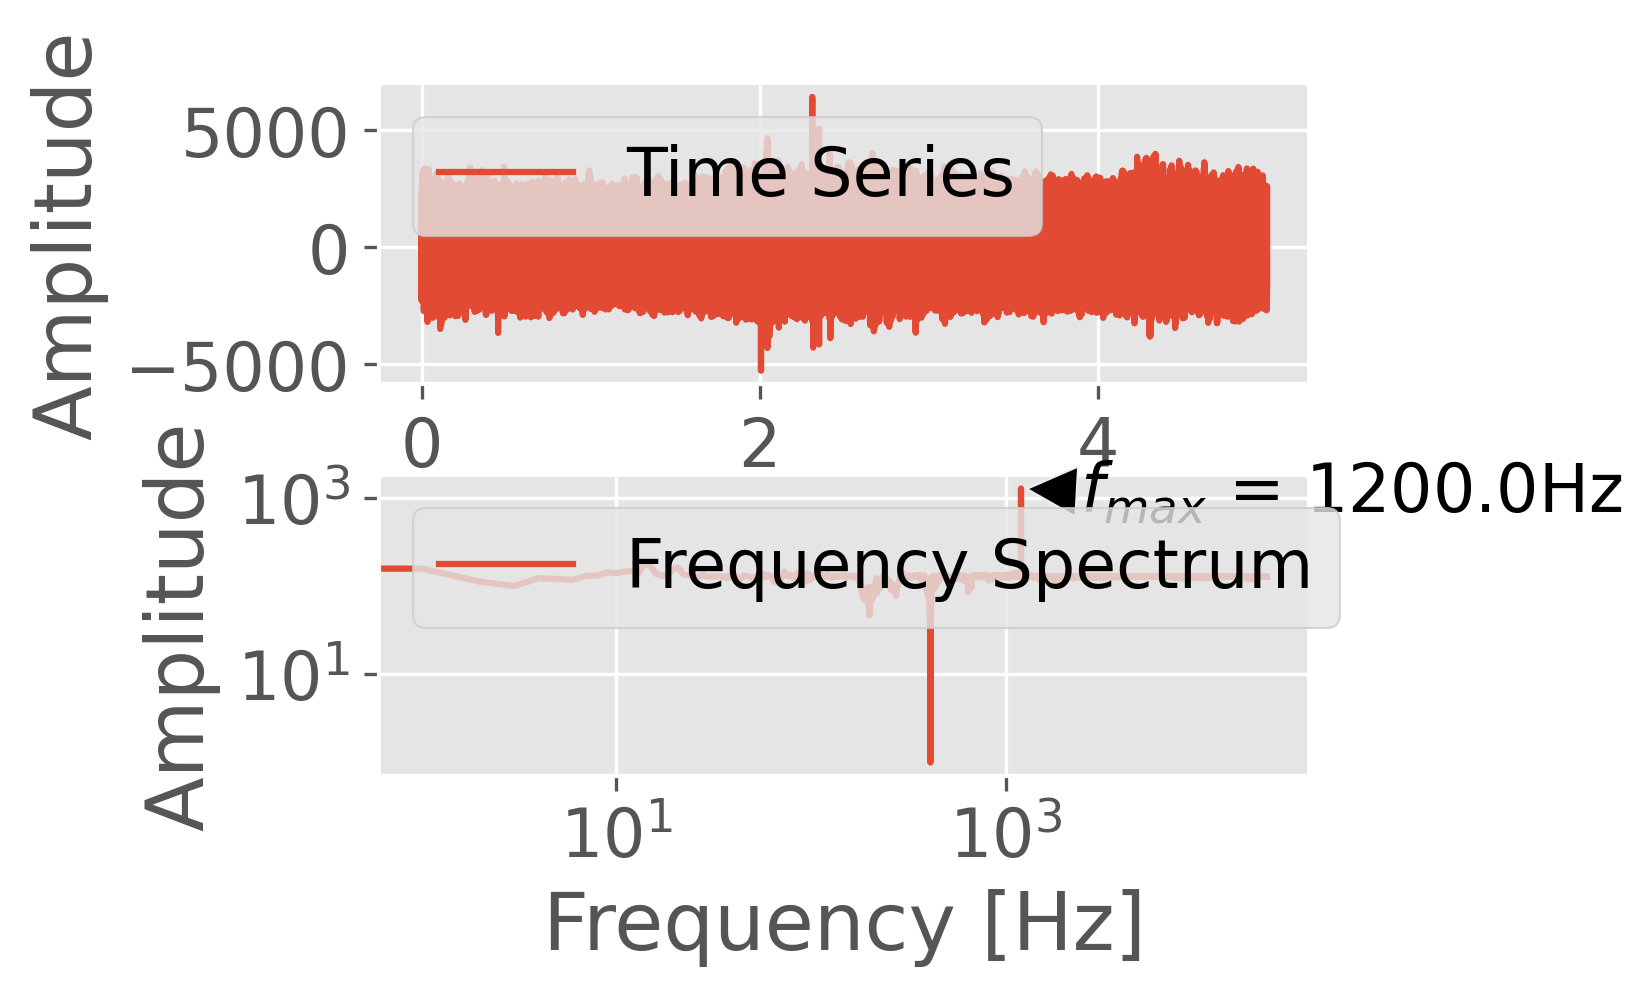 Amplitude
5000
0
−5000
Time Series
0 2 4
Amplitude
10³
10¹
f_max = 1200.0Hz
Frequency Spectrum
10¹ 10³
Frequency [Hz]